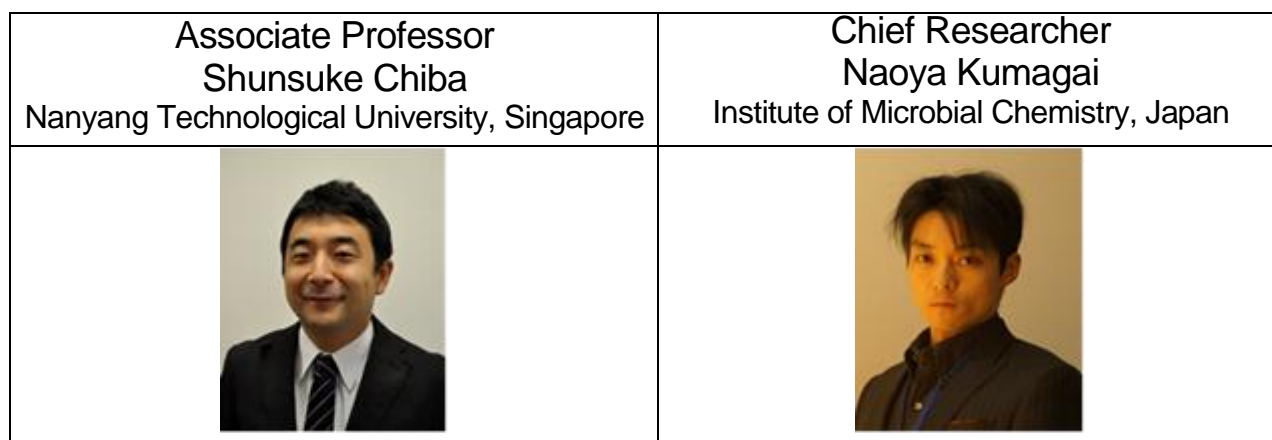 Associate Professor
Shunsuke Chiba
Nanyang Technological University, Singapore
Chief Researcher
Naoya Kumagai
Institute of Microbial Chemistry, Japan